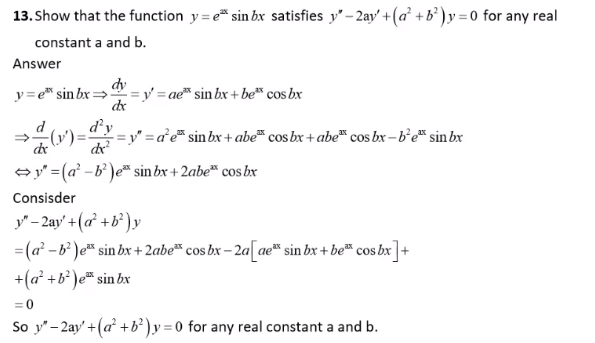 13. Show that the function y = e^{ax} sin bx satisfies y″ − 2ay′ + (a² + b²)y = 0 for any real
constant a and b.
Answer
y = e^{ax} sin bx ⇒ dy/dx = y′ = ae^{ax} sin bx + be^{ax} cos bx
⇒ d/dx (y′) = d²y/dx² = y″ = a²e^{ax} sin bx + abe^{ax} cos bx + abe^{ax} cos bx − b²e^{ax} sin bx
⇔ y″ = (a² − b²)e^{ax} sin bx + 2abe^{ax} cos bx
Consisder
y″ − 2ay′ + (a² + b²)y
= (a² − b²)e^{ax} sin bx + 2abe^{ax} cos bx − 2a[ae^{ax} sin bx + be^{ax} cos bx] +
+(a² + b²)e^{ax} sin bx
= 0
So y″ − 2ay′ + (a² + b²)y = 0 for any real constant a and b.